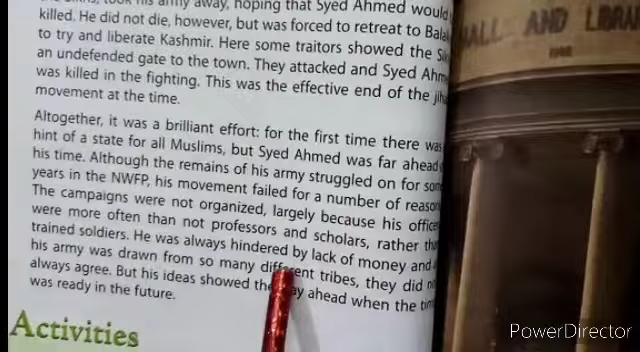 took his army away, hoping that Syed Ahmed would
killed. He did not die, however, but was forced to retreat to
to try and liberate Kashmir. Here some traitors showed the
an undefended gate to the town. They attacked and Syed
was killed in the fighting. This was the effective end of the
movement at the time.
Altogether, it was a brilliant effort: for the first time there was
hint of a state for all Muslims, but Syed Ahmed was far ahead
his time. Although the remains of his army struggled on for
years in the NWFP, his movement failed for a number of
The campaigns were not organized, largely because his
were more often than not professors and scholars, rather
trained soldiers. He was always hindered by lack of money and
his army was drawn from so many different tribes, they did
always agree. But his ideas showed the ahead when the
was ready in the future.
Activities
HALL AND
PowerDirector